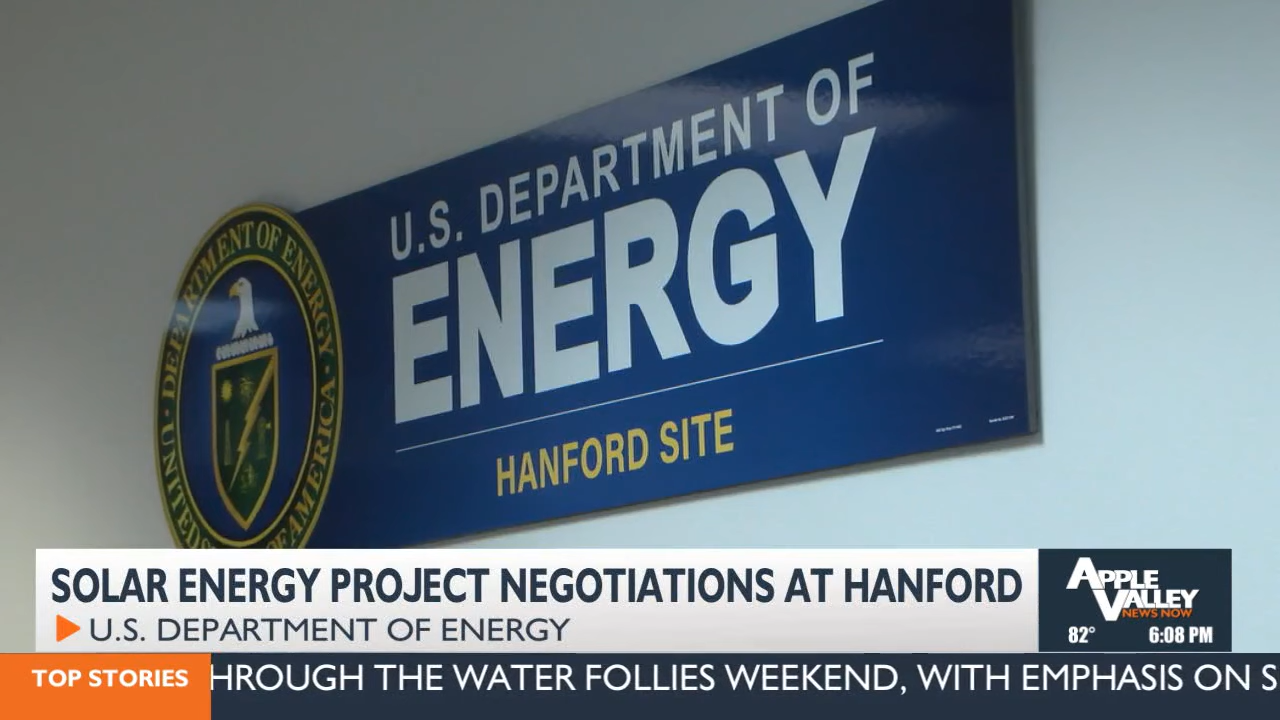 U.S. DEPARTMENT OF
ENERGY
HANFORD SITE
DEPARTMENT OF ENERGY
UNITED
OF AMERICA
SOLAR ENERGY PROJECT NEGOTIATIONS AT HANFORD
U.S. DEPARTMENT OF ENERGY
APPLE
VALLEY
NEWS NOW
82° 6:08 PM
TOP STORIES
HROUGH THE WATER FOLLIES WEEKEND, WITH EMPHASIS ON S